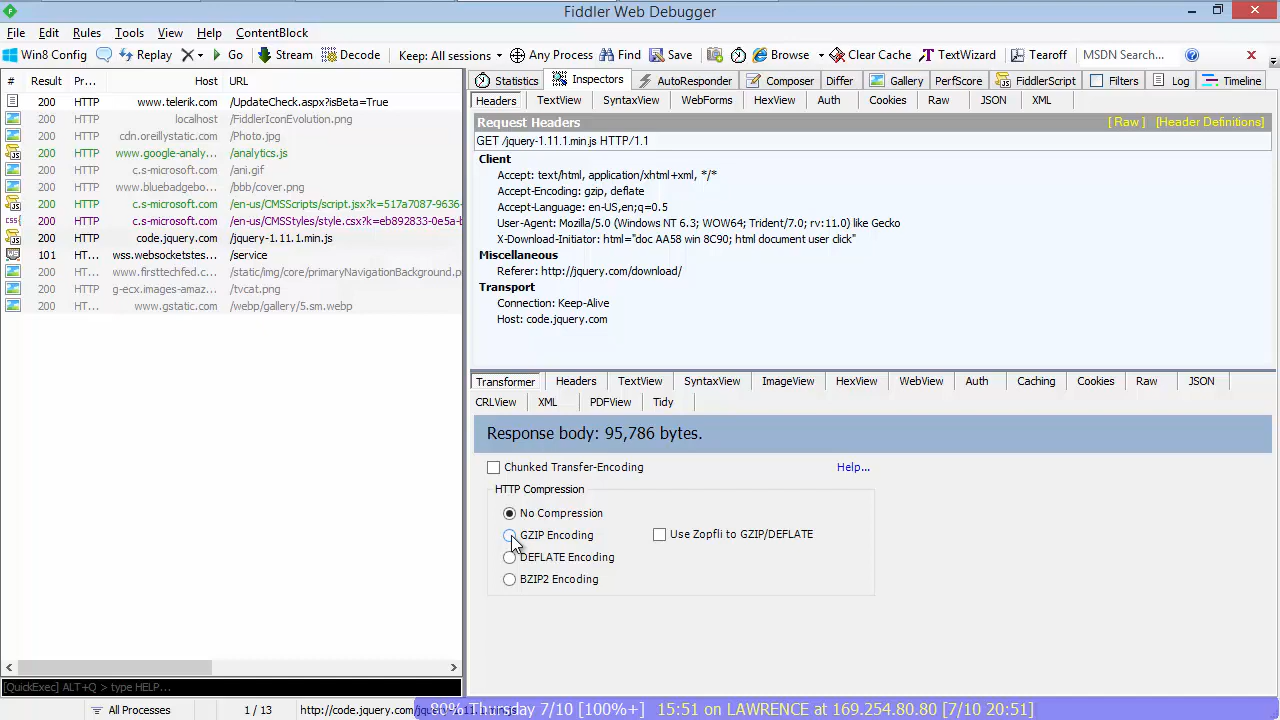 Fiddler Web Debugger
File Edit Rules Tools View Help ContentBlock
Win8 Config Replay Go Stream Decode Keep: All sessions Any Process Find Save Browse Clear Cache TextWizard Tearoff MSDN Search...
# Result Pr... Host URL
200 HTTP www.telerik.com /UpdateCheck.aspx?isBeta=True
200 HTTP localhost /FiddlerIconEvolution.png
200 HTTP cdn.oreillystatic.com /Photo.jpg
200 HTTP www.google-analy... /analytics.js
200 HTTP c.s-microsoft.com /ani.gif
200 HTTP www.bluebadgebo... /bbb/cover.png
200 HTTP c.s-microsoft.com /en-us/CMSScripts/script.jsx?k=517a7087-9636-
200 HTTP c.s-microsoft.com /en-us/CMSStyles/style.csx?k=eb892833-0e5a-b
200 HTTP code.jquery.com /jquery-1.11.1.min.js
101 HT... wss.websocketstes... /service
200 HT... www.firsttechfed.c... /static/img/core/primaryNavigationBackground.p
200 HT... g-ecx.images-amaz... /tvcat.png
200 HT... www.gstatic.com /webp/gallery/5.sm.webp
Statistics Inspectors AutoResponder Composer Differ Gallery PerfScore FiddlerScript Filters Log Timeline
Headers TextView SyntaxView WebForms HexView Auth Cookies Raw JSON XML
Request Headers [ Raw ] [Header Definitions]
GET /jquery-1.11.1.min.js HTTP/1.1
Client
Accept: text/html, application/xhtml+xml, */*
Accept-Encoding: gzip, deflate
Accept-Language: en-US,en;q=0.5
User-Agent: Mozilla/5.0 (Windows NT 6.3; WOW64; Trident/7.0; rv:11.0) like Gecko
X-Download-Initiator: html="doc AA58 win 8C90; html document user click"
Miscellaneous
Referer: http://jquery.com/download/
Transport
Connection: Keep-Alive
Host: code.jquery.com
Transformer Headers TextView SyntaxView ImageView HexView WebView Auth Caching Cookies Raw JSON
CRLView XML PDFView Tidy
Response body: 95,786 bytes.
Chunked Transfer-Encoding Help...
HTTP Compression
No Compression
GZIP Encoding Use Zopfli to GZIP/DEFLATE
DEFLATE Encoding
BZIP2 Encoding
[QuickExec] ALT+Q > type HELP...
All Processes 1 / 13 http://code.jquery.com/
80% Thursday 7/10 [100%+] 15:51 on LAWRENCE at 169.254.80.80 [7/10 20:51]